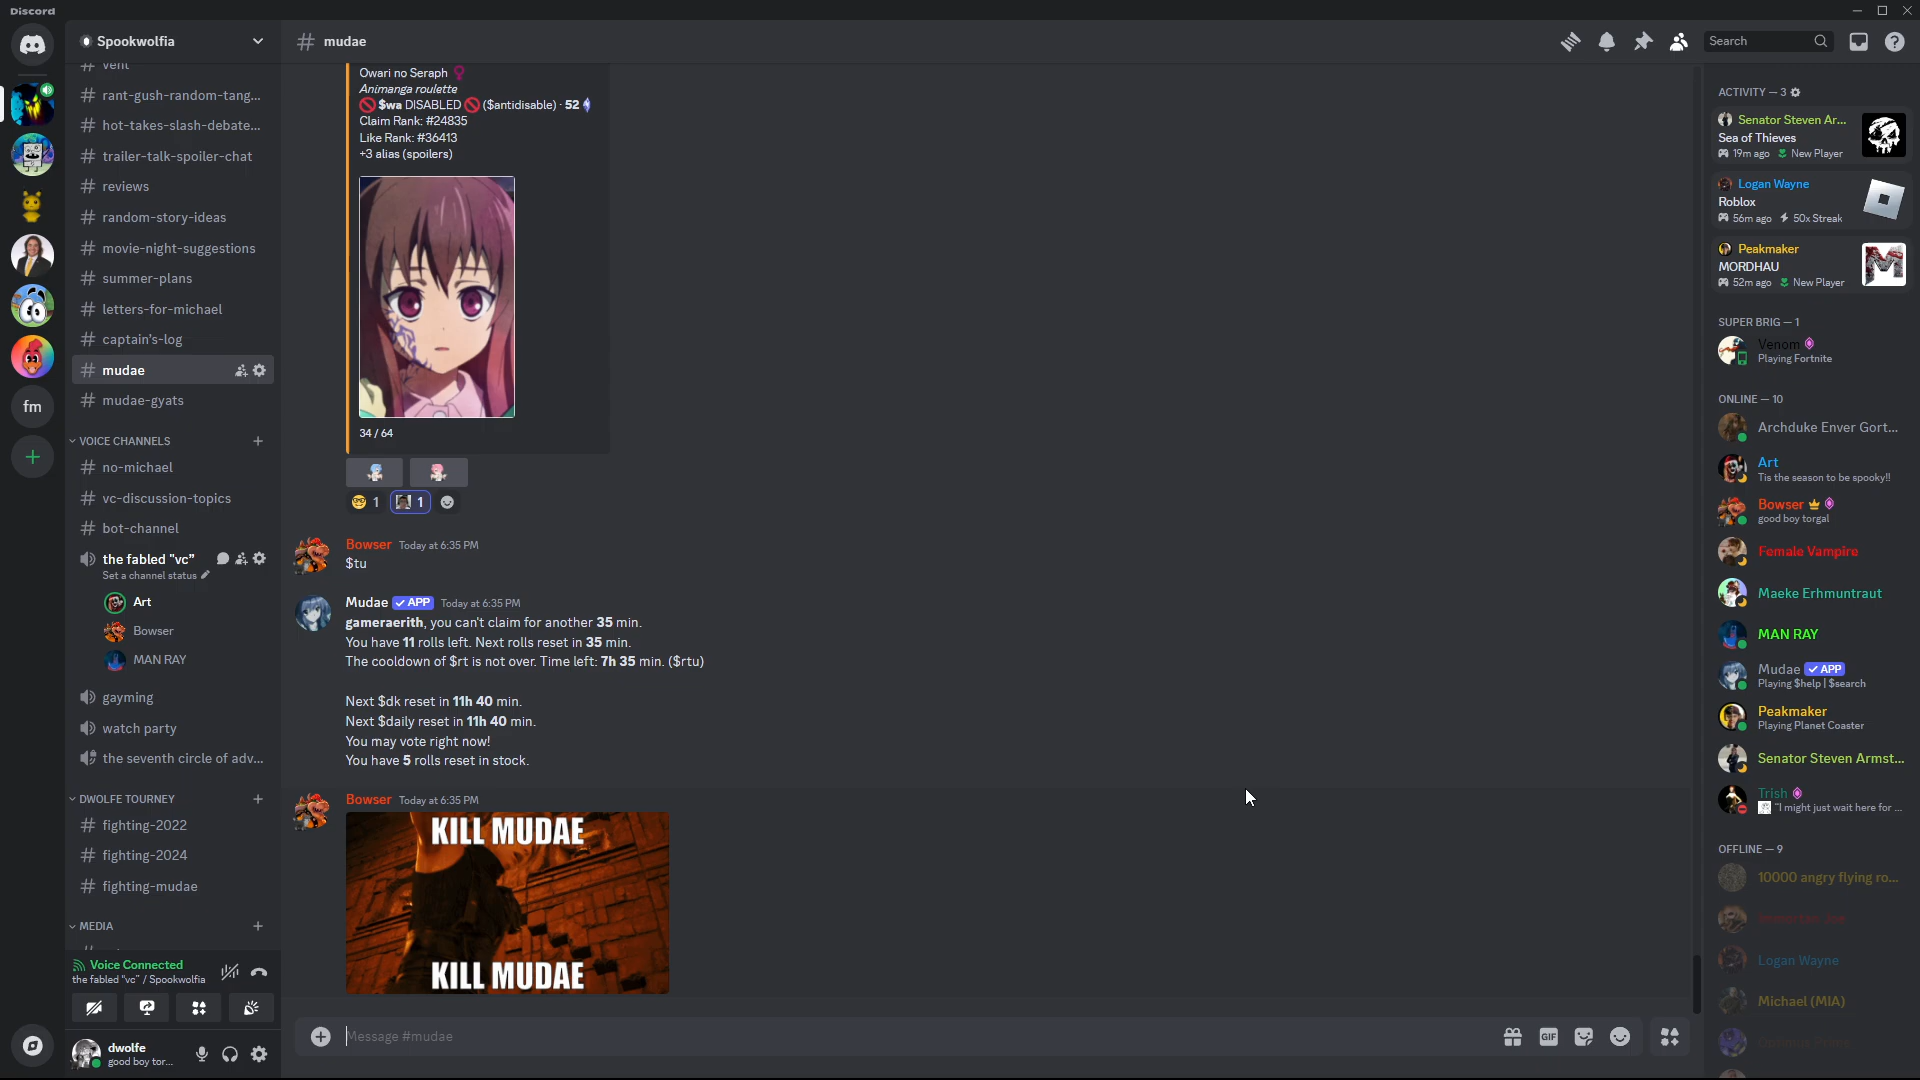 Discord
Spookwolfia
# mudae
Search
# vent
# rant-gush-random-tang...
# hot-takes-slash-debate...
# trailer-talk-spoiler-chat
# reviews
# random-story-ideas
# movie-night-suggestions
# summer-plans
# letters-for-michael
# captain's-log
# mudae
# mudae-gyats
VOICE CHANNELS
# no-michael
# vc-discussion-topics
# bot-channel
the fabled "vc"
Set a channel status
Art
Bowser
MAN RAY
gayming
watch party
the seventh circle of adv...
DWOLFE TOURNEY
# fighting-2022
# fighting-2024
# fighting-mudae
MEDIA
Voice Connected
the fabled "vc" / Spookwolfia
dwolfe
good boy tor...
fm
Owari no Seraph
Animanga roulette
$wa DISABLED ($antidisable) · 52
Claim Rank: #24835
Like Rank: #36413
+3 alias (spoilers)
34 / 64
1 1
Bowser Today at 6:35 PM
$tu
Mudae APP Today at 6:35 PM
gameraerith, you can't claim for another 35 min.
You have 11 rolls left. Next rolls reset in 35 min.
The cooldown of $rt is not over. Time left: 7h 35 min. ($rtu)
Next $dk reset in 11h 40 min.
Next $daily reset in 11h 40 min.
You may vote right now!
You have 5 rolls reset in stock.
Bowser Today at 6:35 PM
KILL MUDAE
KILL MUDAE
Message #mudae
GIF
ACTIVITY — 3
Senator Steven Ar...
Sea of Thieves
19m ago New Player
Logan Wayne
Roblox
56m ago 50x Streak
Peakmaker
MORDHAU
52m ago New Player
SUPER BRIG — 1
Venom
Playing Fortnite
ONLINE — 10
Archduke Enver Gort...
Art
Tis the season to be spooky!!
Bowser
good boy torgal
Female Vampire
Maeke Erhmuntraut
MAN RAY
Mudae APP
Playing $help | $search
Peakmaker
Playing Planet Coaster
Senator Steven Armst...
Trish
"I might just wait here for ...
OFFLINE — 9
10000 angry flying ro...
Immortan Joe
Logan Wayne
Michael (MIA)
Optimus Prime